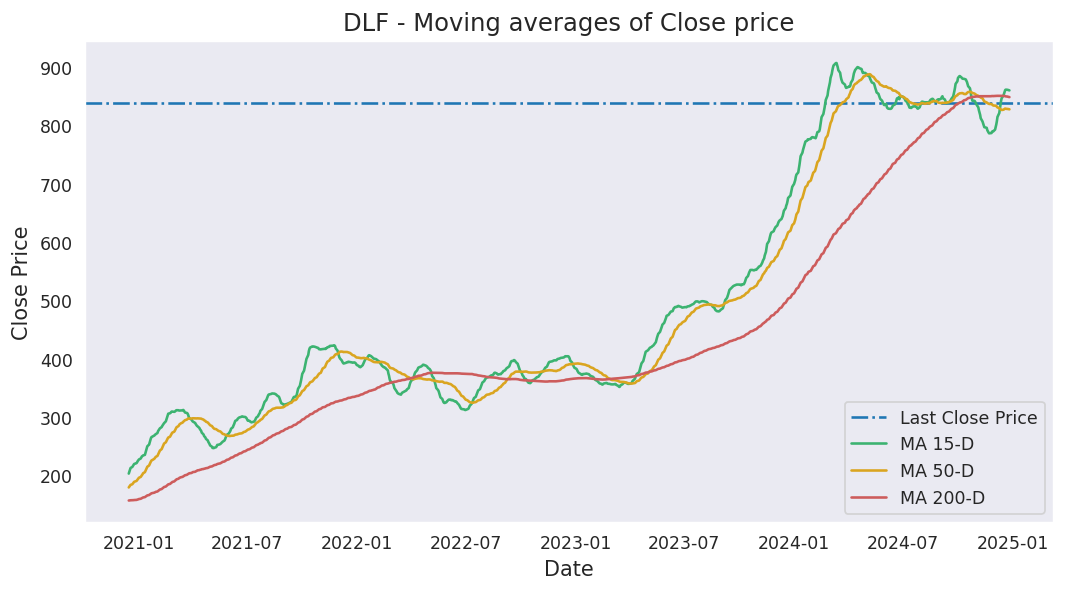 DLF - Moving averages of Close price
Close Price
900
800
700
600
500
400
300
200
2021-01
2021-07
2022-01
2022-07
2023-01
2023-07
2024-01
2024-07
2025-01
Date
Last Close Price
MA 15-D
MA 50-D
MA 200-D